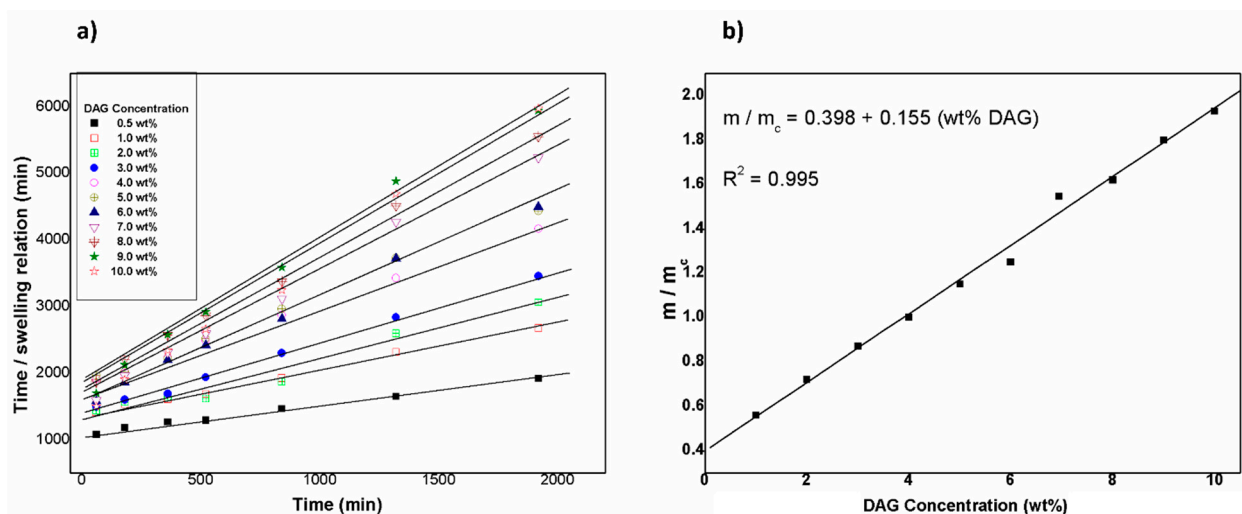 a)
Time / swelling relation (min)
6000
5000
4000
3000
2000
1000
DAG Concentration
0.5 wt%
1.0 wt%
2.0 wt%
3.0 wt%
4.0 wt%
5.0 wt%
6.0 wt%
7.0 wt%
8.0 wt%
9.0 wt%
10.0 wt%
0 500 1000 1500 2000
Time (min)
b)
m / mc
2.0
1.8
1.6
1.4
1.2
1.0
0.8
0.6
0.4
m / mc = 0.398 + 0.155 (wt% DAG)
R2 = 0.995
0 2 4 6 8 10
DAG Concentration (wt%)